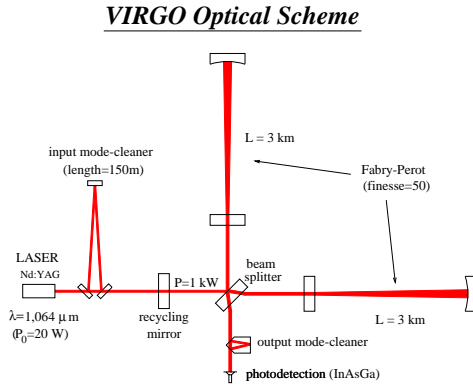 VIRGO Optical Scheme
L = 3 km
input mode-cleaner
(length=150m)
Fabry-Perot
(finesse=50)
LASER
Nd:YAG
P=1 kW
beam
splitter
λ=1,064 μ m
(P₀=20 W)
recycling
mirror
L = 3 km
output mode-cleaner
photodetection (InAsGa)